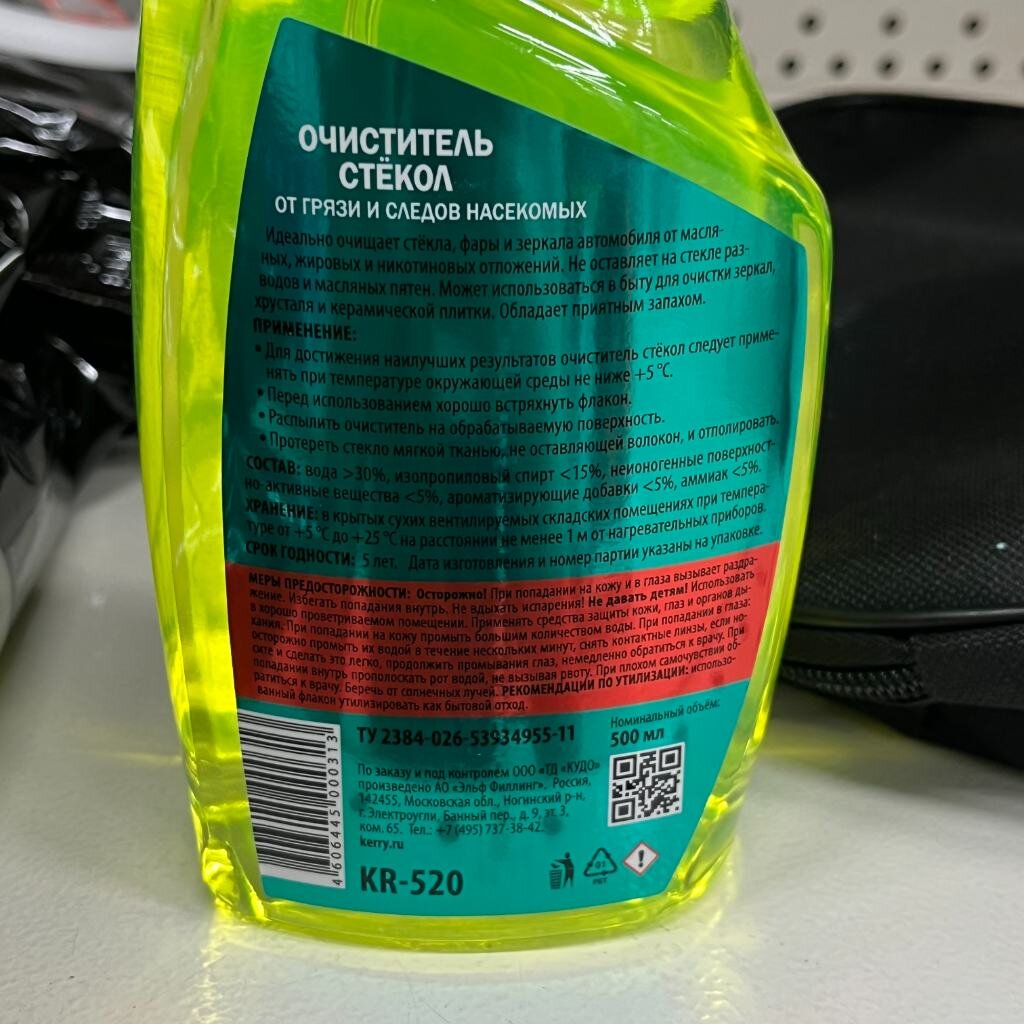 ОЧИСТИТЕЛЬ
СТЁКОЛ
ОТ ГРЯЗИ И СЛЕДОВ НАСЕКОМЫХ
Идеально очищает стёкла, фары и зеркала автомобиля от масля-
ных, жировых и никотиновых отложений. Не оставляет на стекле раз-
водов и масляных пятен. Может использоваться в быту для очистки зеркал,
хрусталя и керамической плитки. Обладает приятным запахом.
ПРИМЕНЕНИЕ:
• Для достижения наилучших результатов очиститель стёкол следует приме-
нять при температуре окружающей среды не ниже +5 °C.
• Перед использованием хорошо встряхнуть флакон.
• Распылить очиститель на обрабатываемую поверхность.
• Протереть стекло мягкой тканью, не оставляющей волокон, и отполировать.
СОСТАВ: вода >30%, изопропиловый спирт <15%, неионогенные поверхност-
но-активные вещества <5%, ароматизирующие добавки <5%, аммиак <5%.
ХРАНЕНИЕ: в крытых сухих вентилируемых складских помещениях при темпера-
туре от +5 °C до +25 °C на расстоянии не менее 1 м от нагревательных приборов.
СРОК ГОДНОСТИ: 5 лет. Дата изготовления и номер партии указаны на упаковке.
МЕРЫ ПРЕДОСТОРОЖНОСТИ: Осторожно! При попадании на кожу и в глаза вызывает раздра-
жение. Избегать попадания внутрь. Не вдыхать испарения! Не давать детям! Использовать
в хорошо проветриваемом помещении. Применять средства защиты кожи, глаз и органов ды-
хания. При попадании на кожу промыть большим количеством воды. При попадании в глаза:
осторожно промыть их водой в течение нескольких минут, снять контактные линзы, если но-
сите и сделать это легко, продолжить промывания глаз, немедленно обратиться к врачу. При
попадании внутрь прополоскать рот водой, не вызывая рвоту. При плохом самочувствии об-
ратиться к врачу. Беречь от солнечных лучей. РЕКОМЕНДАЦИИ ПО УТИЛИЗАЦИИ: использо-
ванный флакон утилизировать как бытовой отход.
ТУ 2384-026-53934955-11
Номинальный объём:
500 мл
По заказу и под контролем ООО «ТД «КУДО»
произведено АО «Эльф Филлинг». Россия,
142455, Московская обл., Ногинский р-н,
г. Электроугли, Банный пер., д. 9, эт. 3,
ком. 65. Тел.: +7 (495) 737-38-42.
kerry.ru
KR-520
4 606445 000313
01
PET